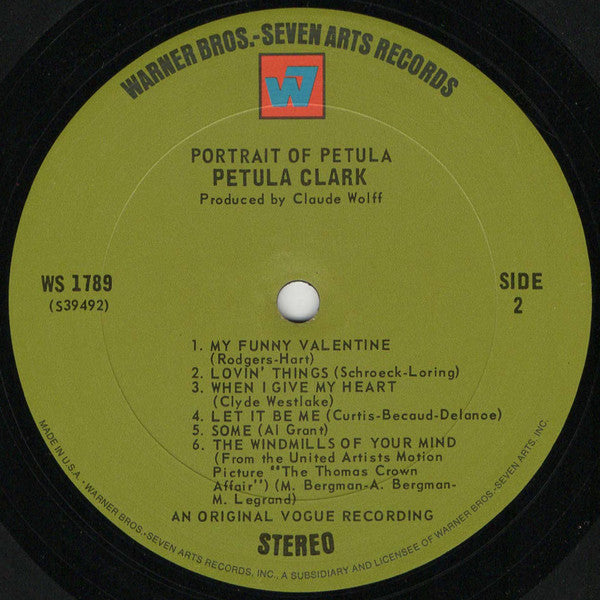 WARNER BROS.-SEVEN ARTS RECORDS
W7
PORTRAIT OF PETULA
PETULA CLARK
Produced by Claude Wolff
WS 1789
(S39492)
SIDE
2
1. MY FUNNY VALENTINE
(Rodgers-Hart)
2. LOVIN' THINGS (Schroeck-Loring)
3. WHEN I GIVE MY HEART
(Clyde Westlake)
4. LET IT BE ME (Curtis-Becaud-Delanoe)
5. SOME (Al Grant)
6. THE WINDMILLS OF YOUR MIND
(From the United Artists Motion
Picture "The Thomas Crown
Affair") (M. Bergman-A. Bergman-
M. Legrand)
AN ORIGINAL VOGUE RECORDING
STEREO
MADE IN U.S.A. - WARNER BROS.-SEVEN ARTS RECORDS, INC., A SUBSIDIARY AND LICENSEE OF WARNER BROS.-SEVEN ARTS, INC.